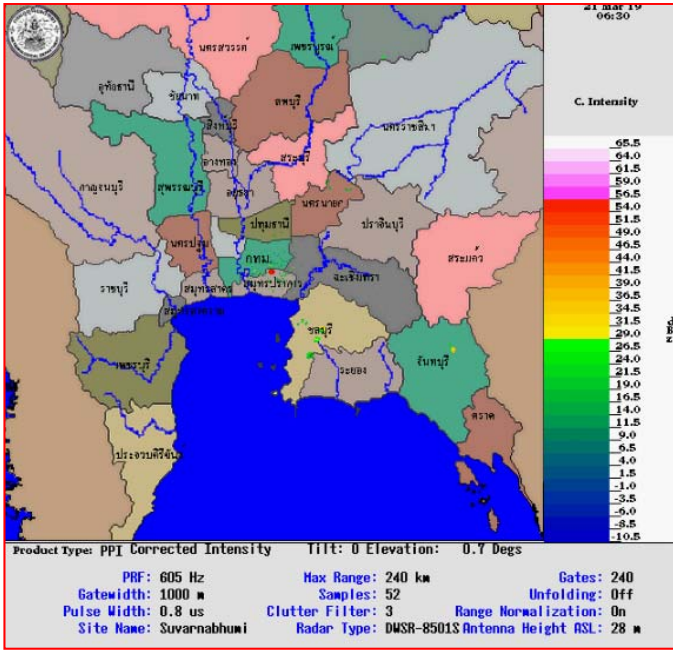 21 mar 19
06:30
C. Intensity
นครสวรรค์
เพชรบูรณ์
อุทัยธานี
ชัยนาท
ลพบุรี
สิงหบุรี
นครราชสีมา
อ่างทอง
สระบุรี
กาญจนบุรี
สุพรรณบุรี
อยุธยา
นครนายก
ปราจีนบุรี
ปทุมธานี
นครปฐม
กทม.
สระแก้ว
ราชบุรี
สมุทรสาคร
สมุทรปราการ
ฉะเชิงเทรา
ชลบุรี
เพชรบุรี
ระยอง
จันทบุรี
ตราด
ประจวบคีรีขันธ์
65.5
64.0
61.5
59.0
56.5
54.0
51.5
49.0
46.5
44.0
41.5
39.0
36.5
34.0
31.5
29.0
26.5
24.0
21.5
19.0
16.5
14.0
11.5
9.0
6.5
4.0
1.5
-1.0
-3.5
-6.0
-8.5
-10.5
Product Type: PPI Corrected Intensity Tilt: 0 Elevation: 0.7 Degs
PRF: 605 Hz Max Range: 240 km Gates: 240
Gatewidth: 1000 m Samples: 52 Unfolding: Off
Pulse Width: 0.8 us Clutter Filter: 3 Range Normalization: On
Site Name: Suvarnabhumi Radar Type: DWSR-8501S Antenna Height ASL: 28 m